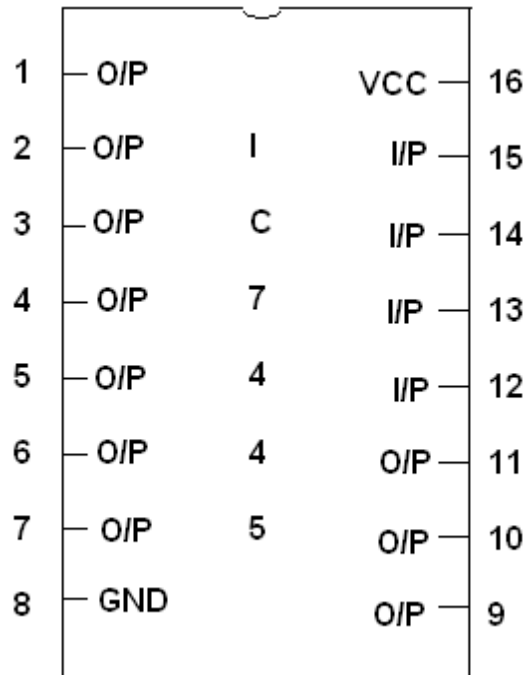 1 O/P VCC 16
2 O/P I I/P 15
3 O/P C I/P 14
4 O/P 7 I/P 13
5 O/P 4 I/P 12
6 O/P 4 O/P 11
7 O/P 5 O/P 10
8 GND O/P 9